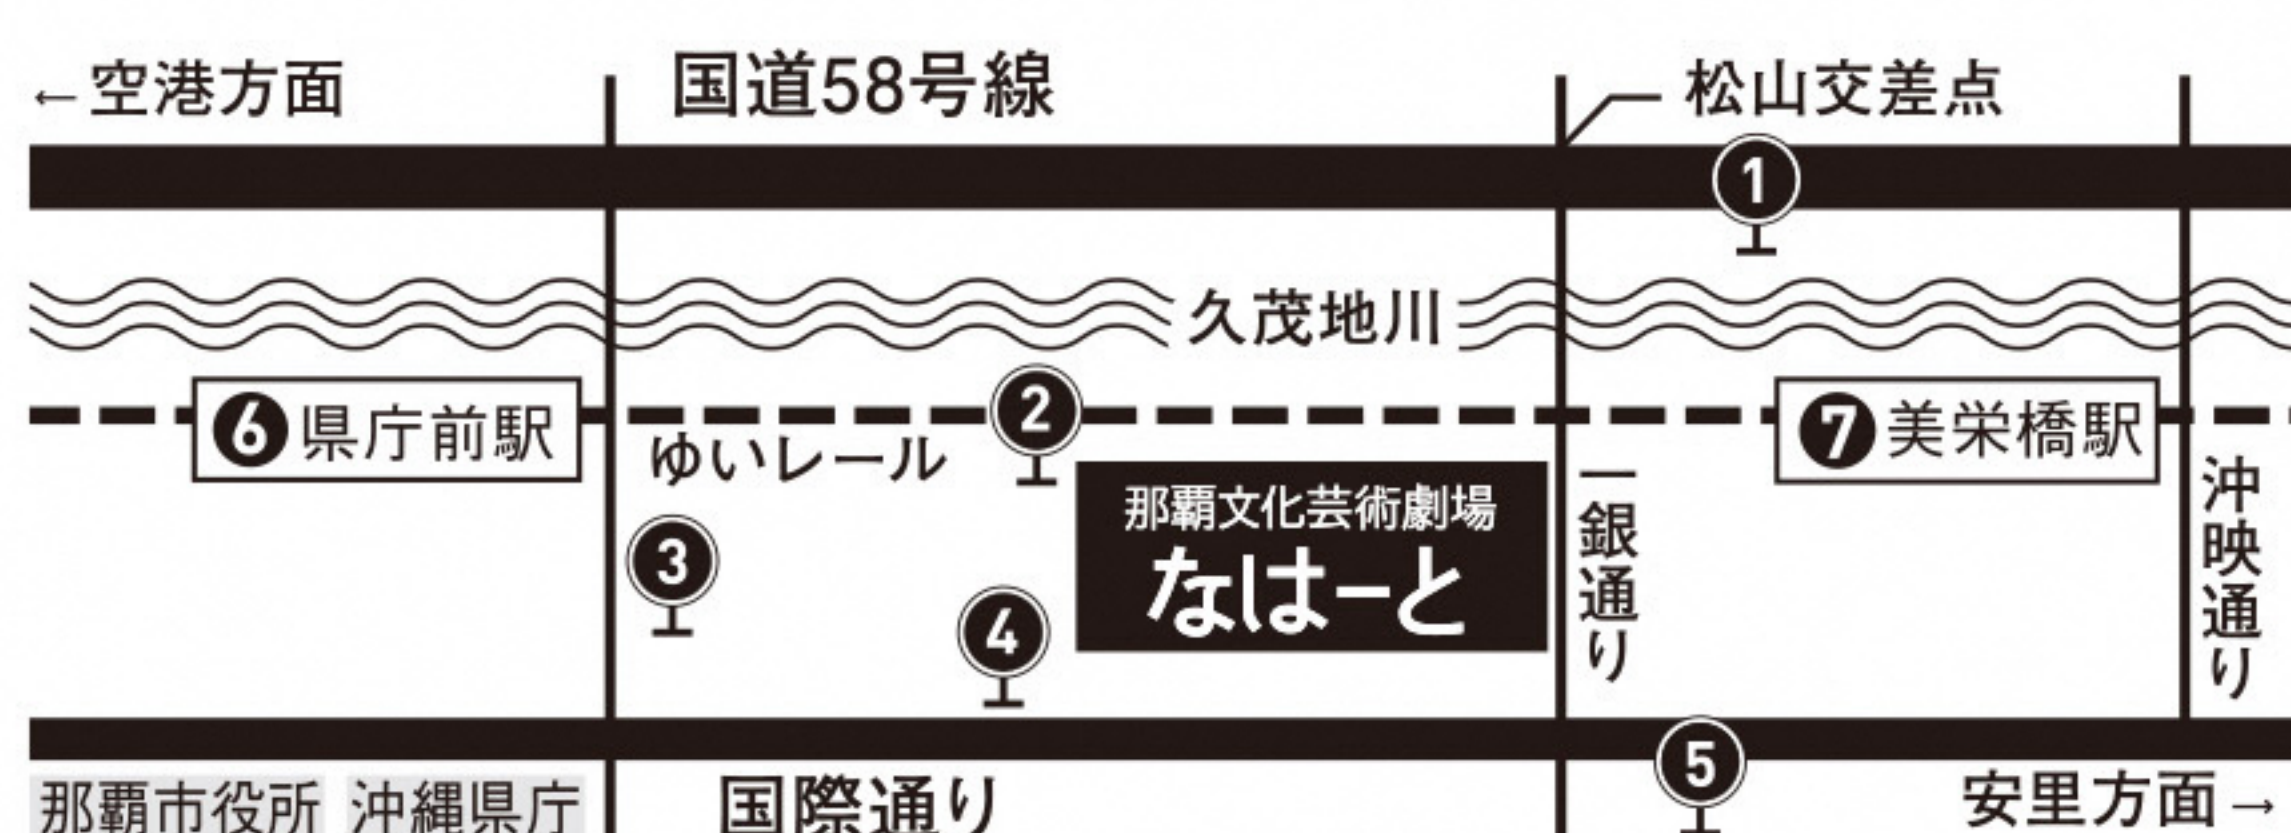 ←空港方面
国道58号線
松山交差点
1
久茂地川
6 県庁前駅
2
7 美栄橋駅
ゆいレール
那覇文化芸術劇場
なはーと
一銀通り
沖映通り
3
4
5
那覇市役所
沖縄県庁
国際通り
安里方面→